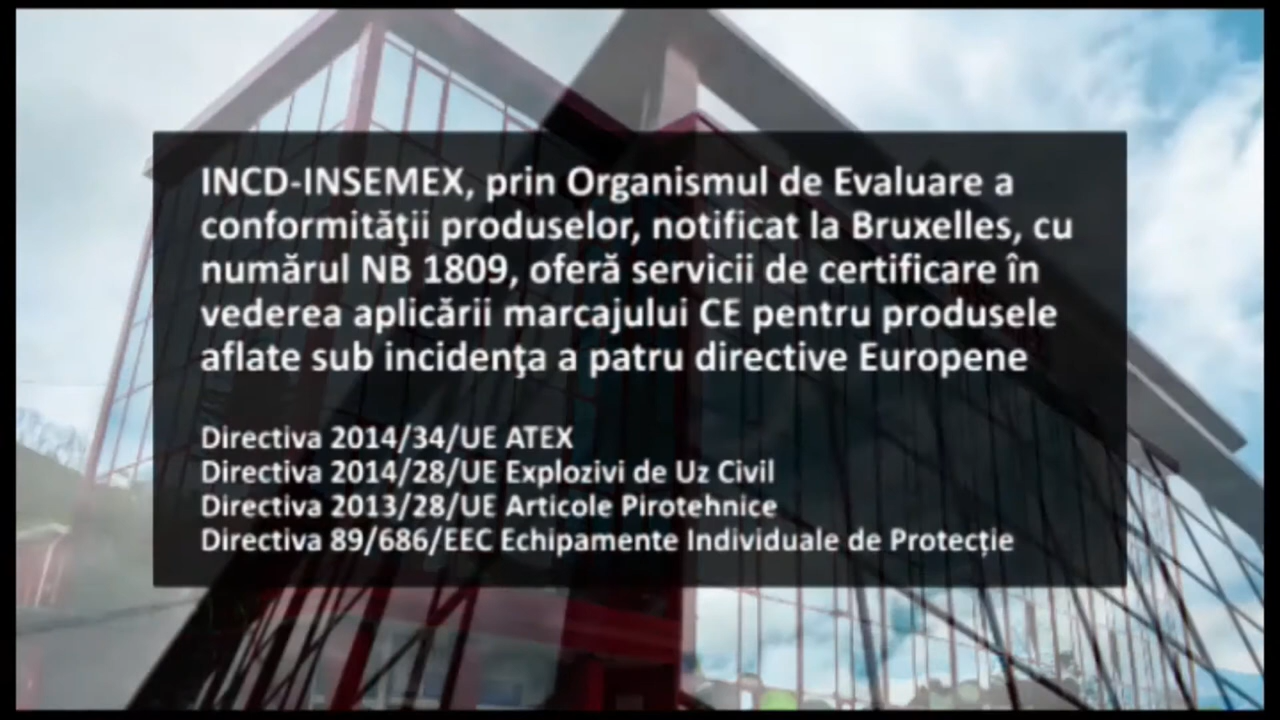 INCD-INSEMEX, prin Organismul de Evaluare a
conformităţii produselor, notificat la Bruxelles, cu
numărul NB 1809, oferă servicii de certificare în
vederea aplicării marcajului CE pentru produsele
aflate sub incidenţa a patru directive Europene
Directiva 2014/34/UE ATEX
Directiva 2014/28/UE Explozivi de Uz Civil
Directiva 2013/28/UE Articole Pirotehnice
Directiva 89/686/EEC Echipamente Individuale de Protecție